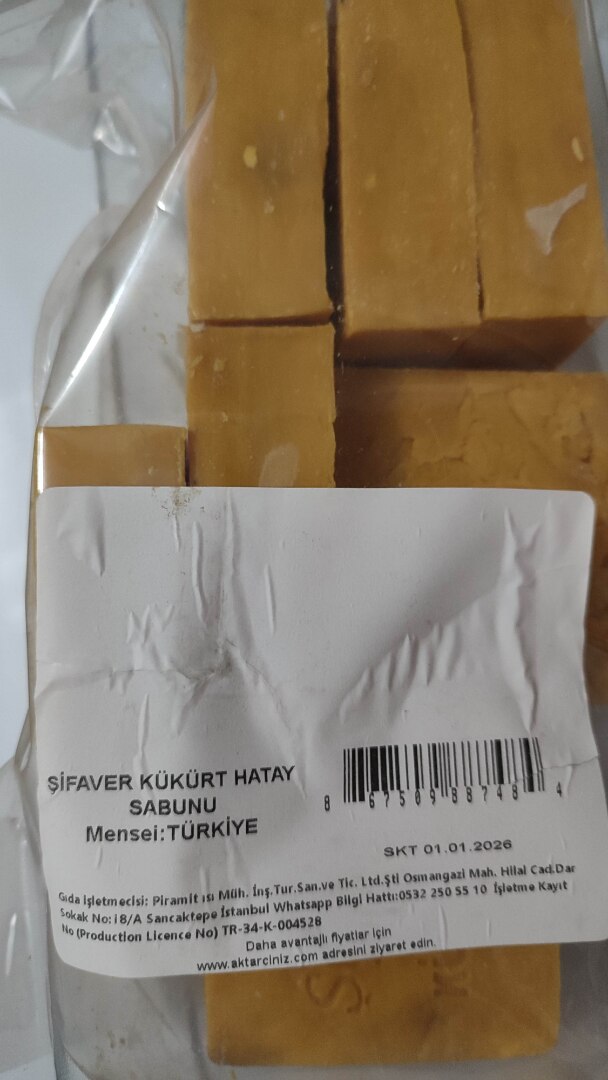 ŞİFAVER KÜKÜRT HATAY
SABUNU
Mensei:TÜRKİYE
8 675098 8748 4
SKT 01.01.2026
Gıda işletmecisi: Piramit ısı Müh. İnş.Tur.San.ve Tic. Ltd.Şti Osmangazi Mah. Hilal Cad.Dar
Sokak No:18/A Sancaktepe İstanbul Whatsapp Bilgi Hattı:0532 250 55 10 İşletme Kayıt
No (Production Licence No) TR-34-K-004528
Daha avantajlı fiyatlar için
www.aktarciniz.com adresini ziyaret edin.
Ş K